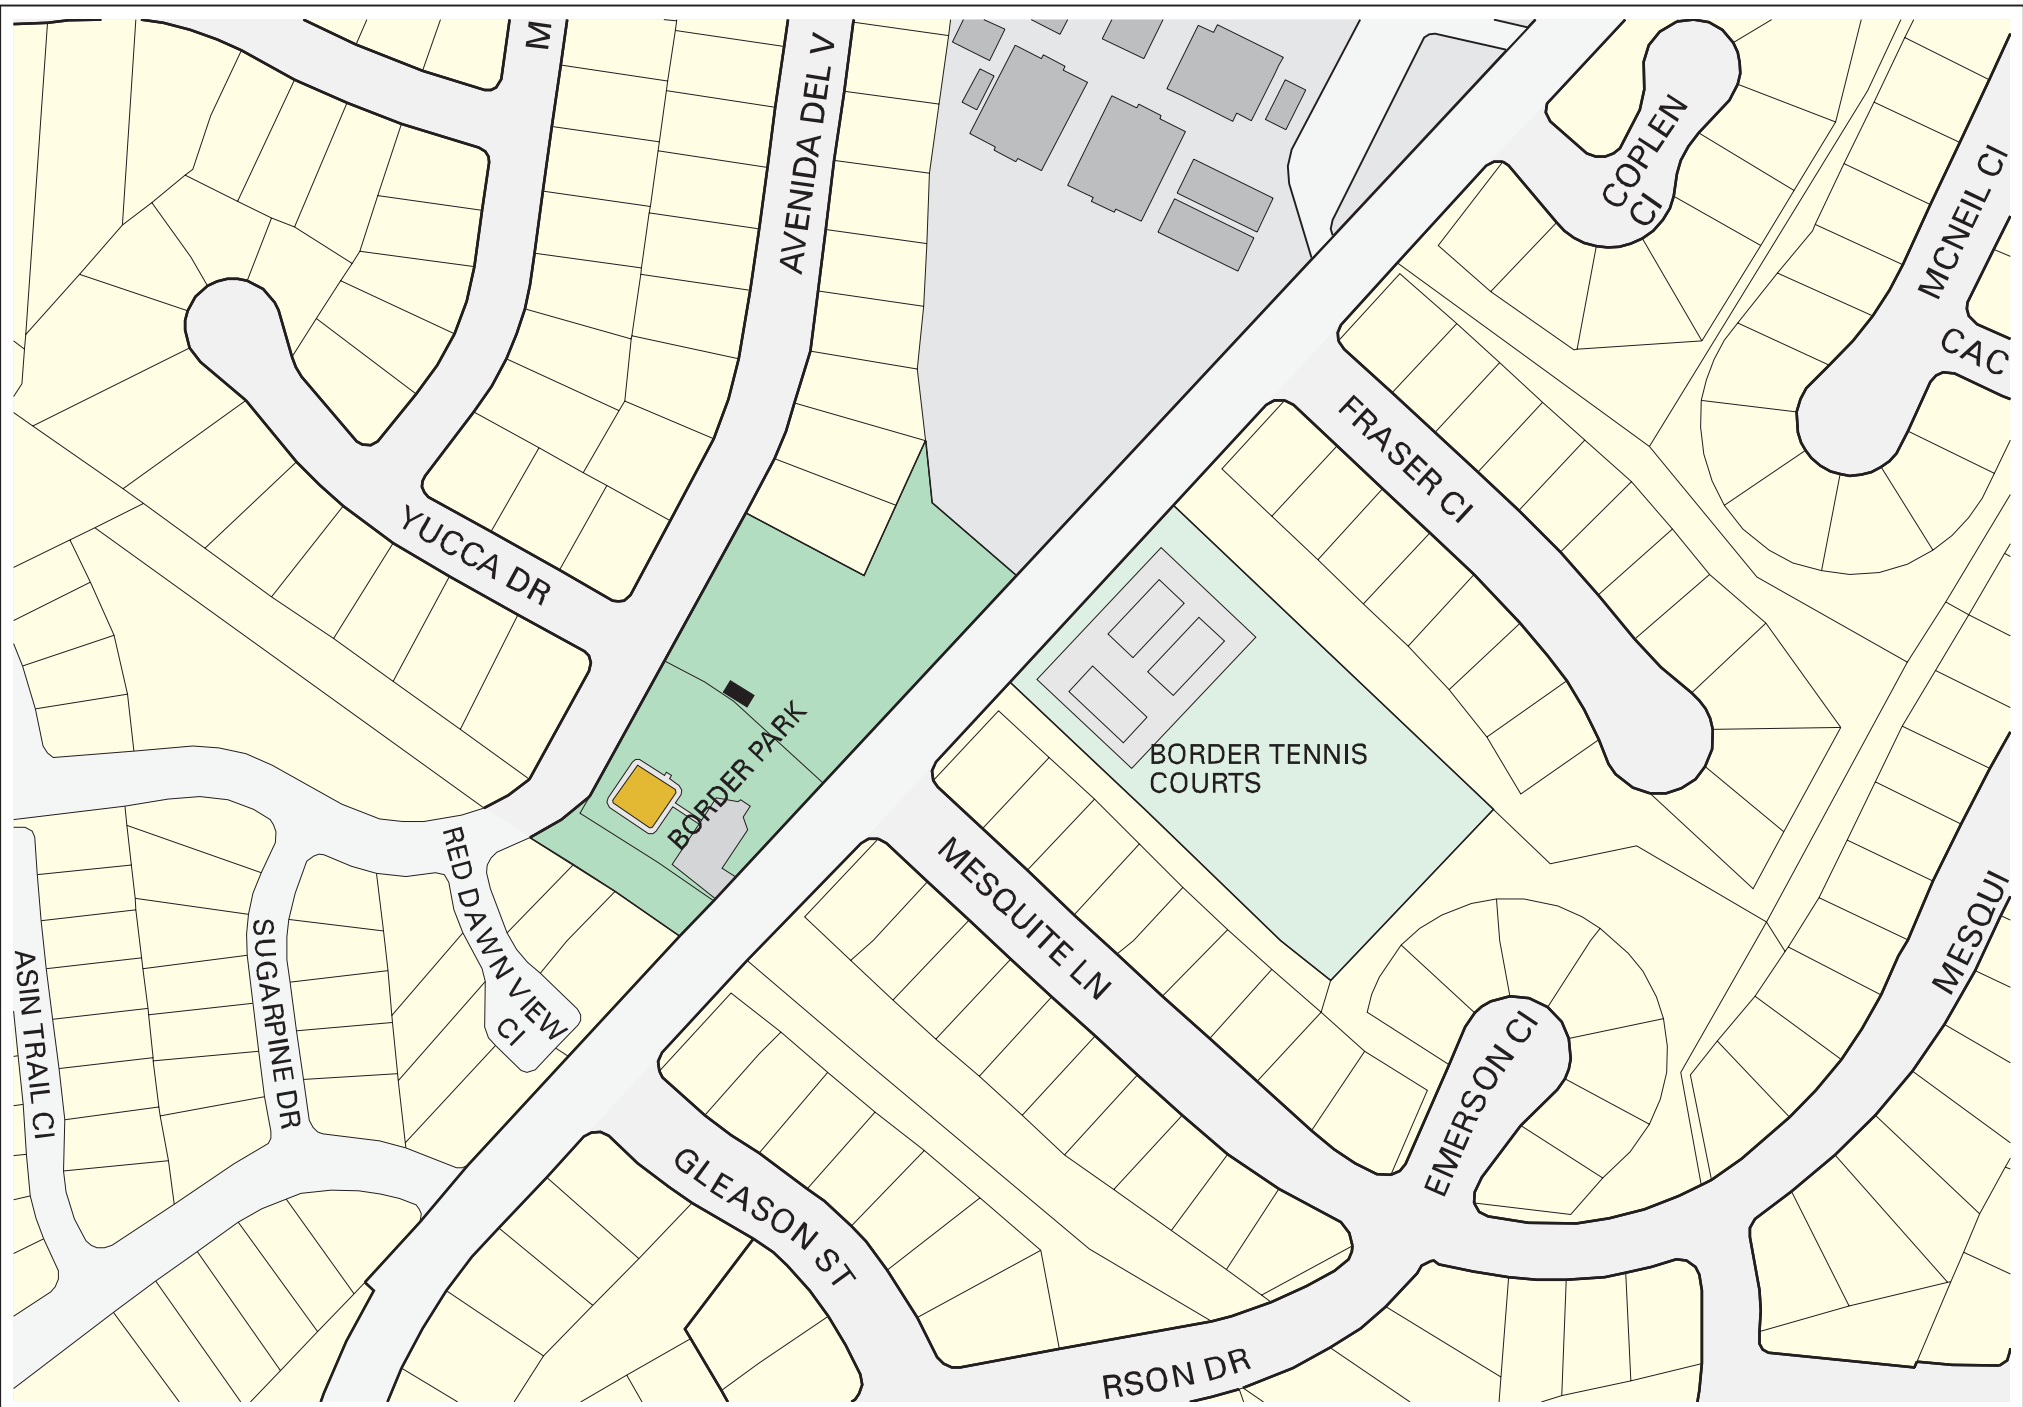 M
AVENIDA DEL V
COPLEN
CI
MCNEIL CI
CAC
FRASER CI
YUCCA DR
BORDER PARK
BORDER TENNIS
COURTS
RED DAWN VIEW
CI
MESQUITE LN
MESQUI
SUGARPINE DR
ASIN TRAIL CI
EMERSON CI
GLEASON ST
RSON DR